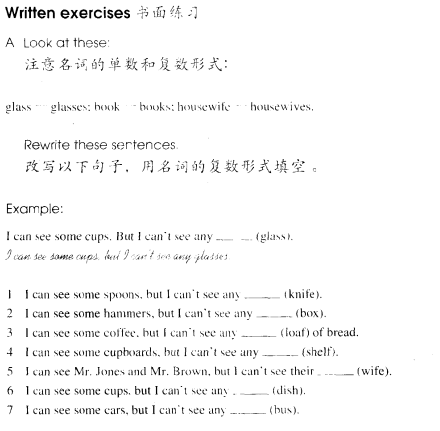 Written exercises 书面练习
A Look at these:
注意名词的单数和复数形式：
glass — glasses; book — books; housewife — housewives.
Rewrite these sentences.
改写以下句子，用名词的复数形式填空。
Example:
I can see some cups. But I can't see any ____ (glass).
I can see some cups, but I can't see any glasses
1 I can see some spoons, but I can't see any ____ (knife).
2 I can see some hammers, but I can't see any ____ (box).
3 I can see some coffee, but I can't see any ____ (loaf) of bread.
4 I can see some cupboards, but I can't see any ____ (shelf).
5 I can see Mr. Jones and Mr. Brown, but I can't see their ____ (wife).
6 I can see some cups, but I can't see any ____ (dish).
7 I can see some cars, but I can't see any ____ (bus).